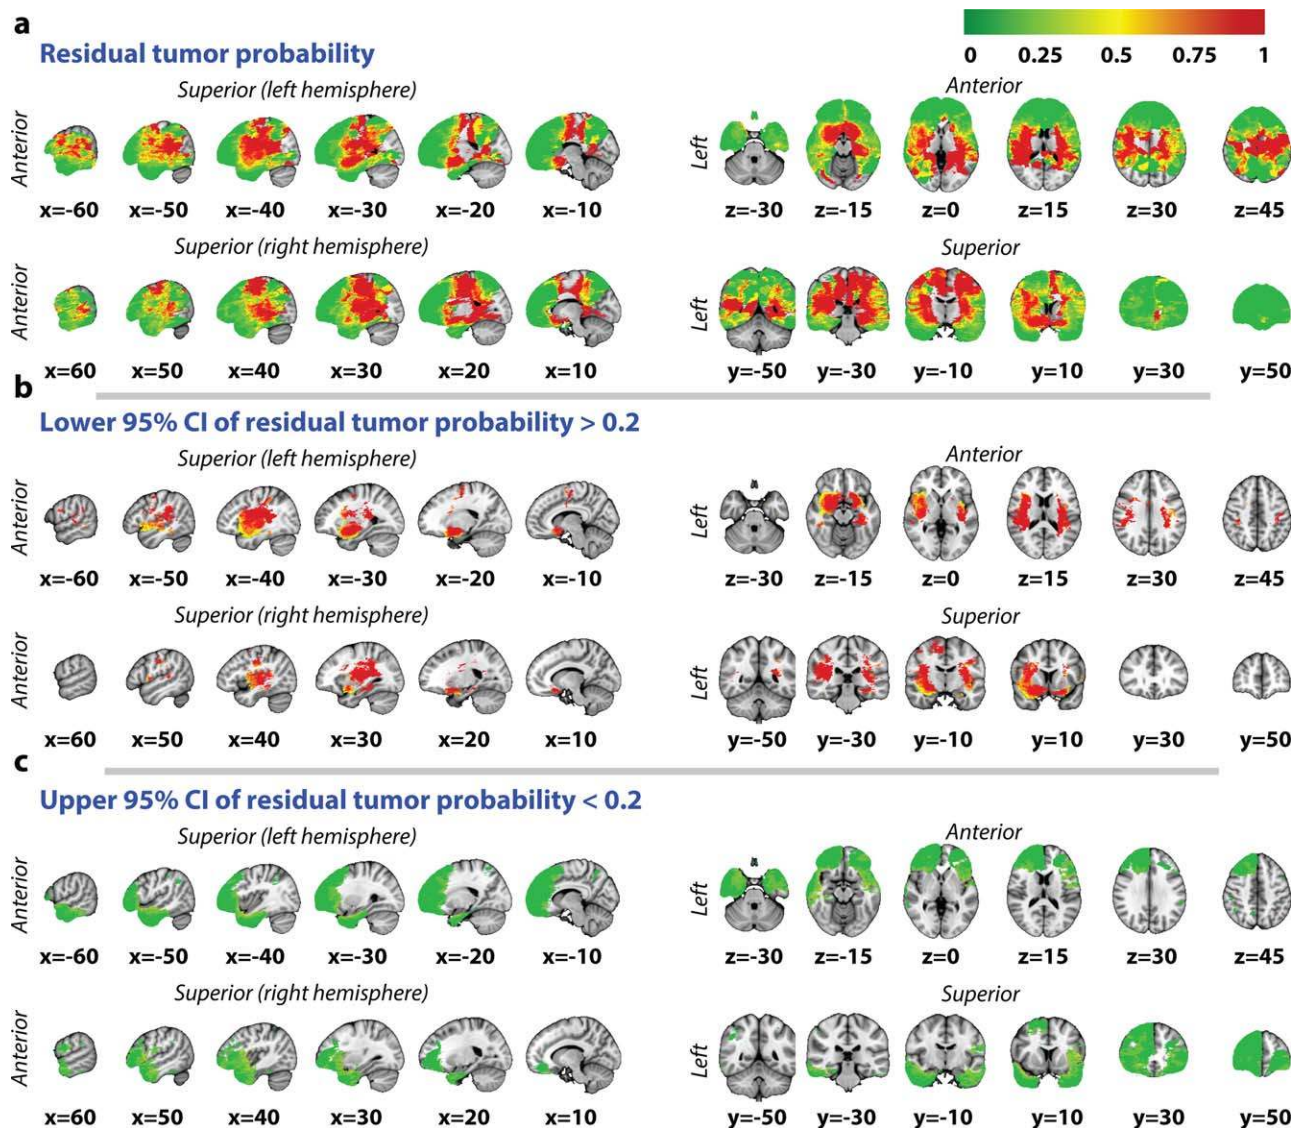 a
Residual tumor probability
0 0.25 0.5 0.75 1
Superior (left hemisphere)
Anterior
Anterior
Left
x=-60 x=-50 x=-40 x=-30 x=-20 x=-10
z=-30 z=-15 z=0 z=15 z=30 z=45
Superior (right hemisphere)
Superior
Anterior
Left
x=60 x=50 x=40 x=30 x=20 x=10
y=-50 y=-30 y=-10 y=10 y=30 y=50
b
Lower 95% CI of residual tumor probability > 0.2
Superior (left hemisphere)
Anterior
Anterior
Left
x=-60 x=-50 x=-40 x=-30 x=-20 x=-10
z=-30 z=-15 z=0 z=15 z=30 z=45
Superior (right hemisphere)
Superior
Anterior
Left
x=60 x=50 x=40 x=30 x=20 x=10
y=-50 y=-30 y=-10 y=10 y=30 y=50
c
Upper 95% CI of residual tumor probability < 0.2
Superior (left hemisphere)
Anterior
Anterior
Left
x=-60 x=-50 x=-40 x=-30 x=-20 x=-10
z=-30 z=-15 z=0 z=15 z=30 z=45
Superior (right hemisphere)
Superior
Anterior
Left
x=60 x=50 x=40 x=30 x=20 x=10
y=-50 y=-30 y=-10 y=10 y=30 y=50